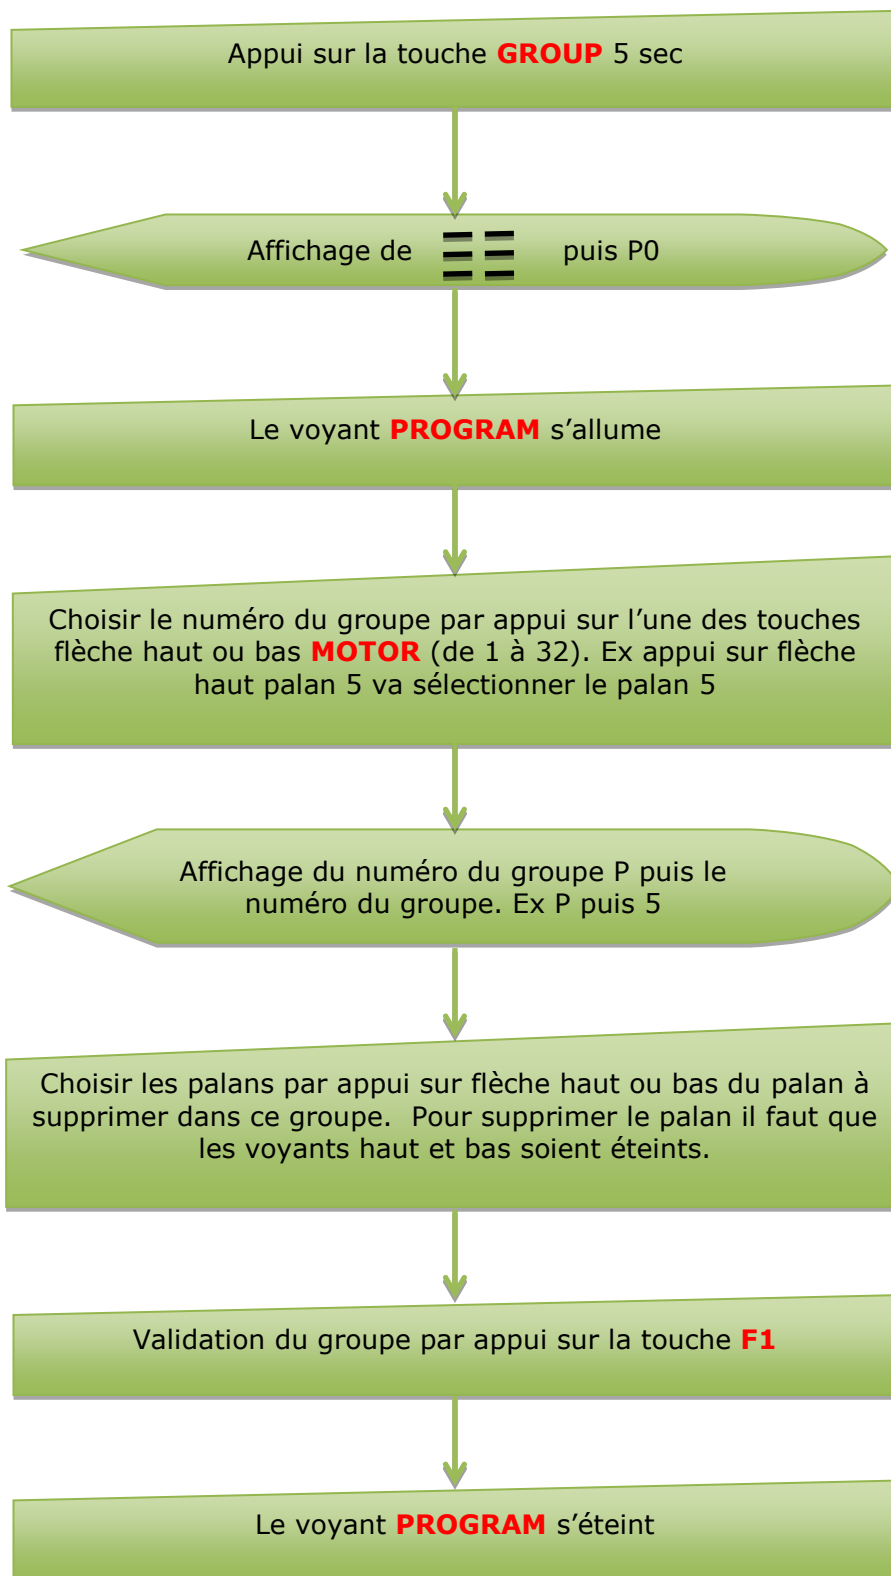 Appui sur la touche GROUP 5 sec
Affichage de puis P0
Le voyant PROGRAM s’allume
Choisir le numéro du groupe par appui sur l’une des touches
flèche haut ou bas MOTOR (de 1 à 32). Ex appui sur flèche
haut palan 5 va sélectionner le palan 5
Affichage du numéro du groupe P puis le
numéro du groupe. Ex P puis 5
Choisir les palans par appui sur flèche haut ou bas du palan à
supprimer dans ce groupe.  Pour supprimer le palan il faut que
les voyants haut et bas soient éteints.
Validation du groupe par appui sur la touche F1
Le voyant PROGRAM s’éteint